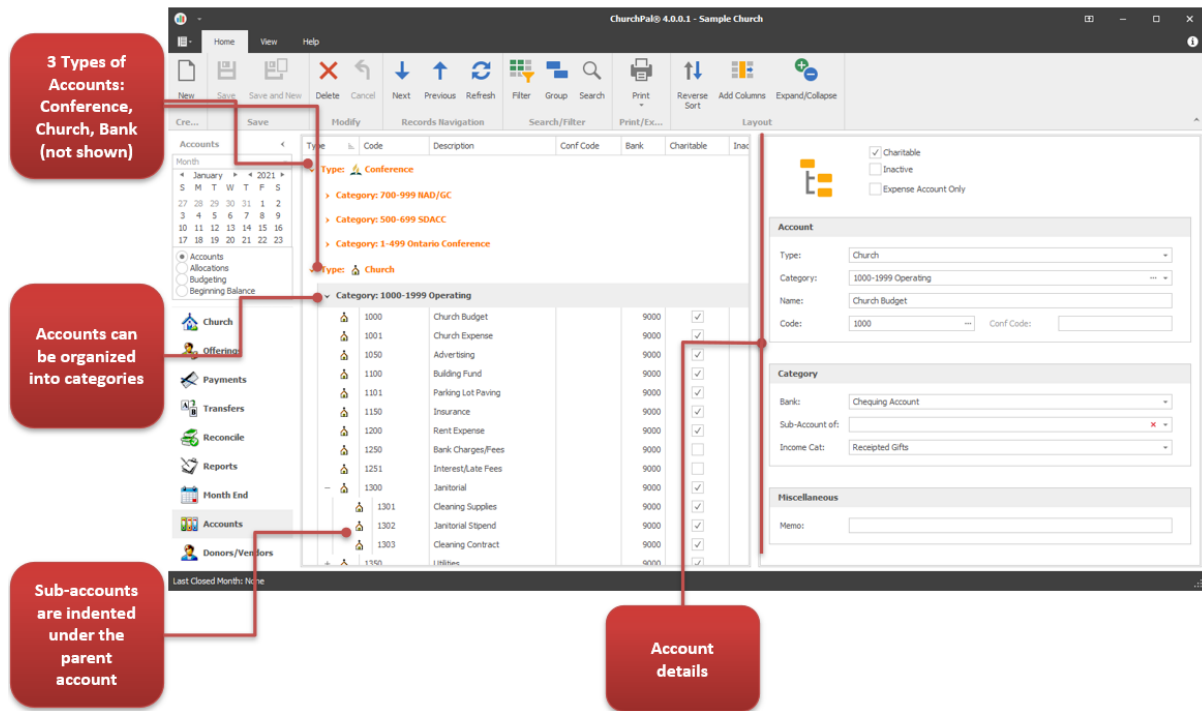 ChurchPal® 4.0.0.1 - Sample Church
Home View Help
New Save Save and New Delete Cancel Next Previous Refresh Filter Group Search Print Reverse Sort Add Columns Expand/Collapse
Cre... Save Modify Records Navigation Search/Filter Print/Ex... Layout
3 Types of
Accounts:
Conference,
Church, Bank
(not shown)
Accounts can
be organized
into categories
Sub-accounts
are indented
under the
parent
account
Accounts
Month
January 2021
S M T W T F S
27 28 29 30 31 1 2
3 4 5 6 7 8 9
10 11 12 13 14 15 16
17 18 19 20 21 22 23
Accounts
Allocations
Budgeting
Beginning Balance
Church
Offerings
Payments
Transfers
Reconcile
Reports
Month End
Accounts
Donors/Vendors
Type Code Description Conf Code Bank Charitable Inac
Type: Conference
Category: 700-999 NAD/GC
Category: 500-699 SDACC
Category: 1-499 Ontario Conference
Type: Church
Category: 1000-1999 Operating
1000 Church Budget 9000
1001 Church Expense 9000
1050 Advertising 9000
1100 Building Fund 9000
1101 Parking Lot Paving 9000
1150 Insurance 9000
1200 Rent Expense 9000
1250 Bank Charges/Fees 9000
1251 Interest/Late Fees 9000
1300 Janitorial 9000
1301 Cleaning Supplies 9000
1302 Janitorial Stipend 9000
1303 Cleaning Contract 9000
1350 Utilities 9000
Charitable
Inactive
Expense Account Only
Account
Type: Church
Category: 1000-1999 Operating
Name: Church Budget
Code: 1000 Conf Code:
Category
Bank: Chequing Account
Sub-Account of:
Income Cat: Receipted Gifts
Miscellaneous
Memo:
Last Closed Month: None
Account
details